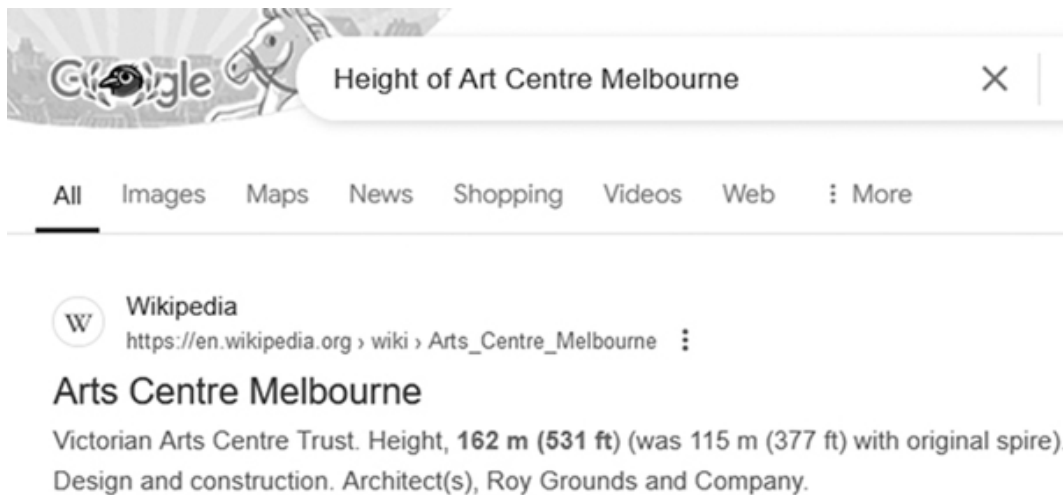 Google
Height of Art Centre Melbourne
All Images Maps News Shopping Videos Web More
W
Wikipedia
https://en.wikipedia.org › wiki › Arts_Centre_Melbourne
Arts Centre Melbourne
Victorian Arts Centre Trust. Height, 162 m (531 ft) (was 115 m (377 ft) with original spire).
Design and construction. Architect(s), Roy Grounds and Company.